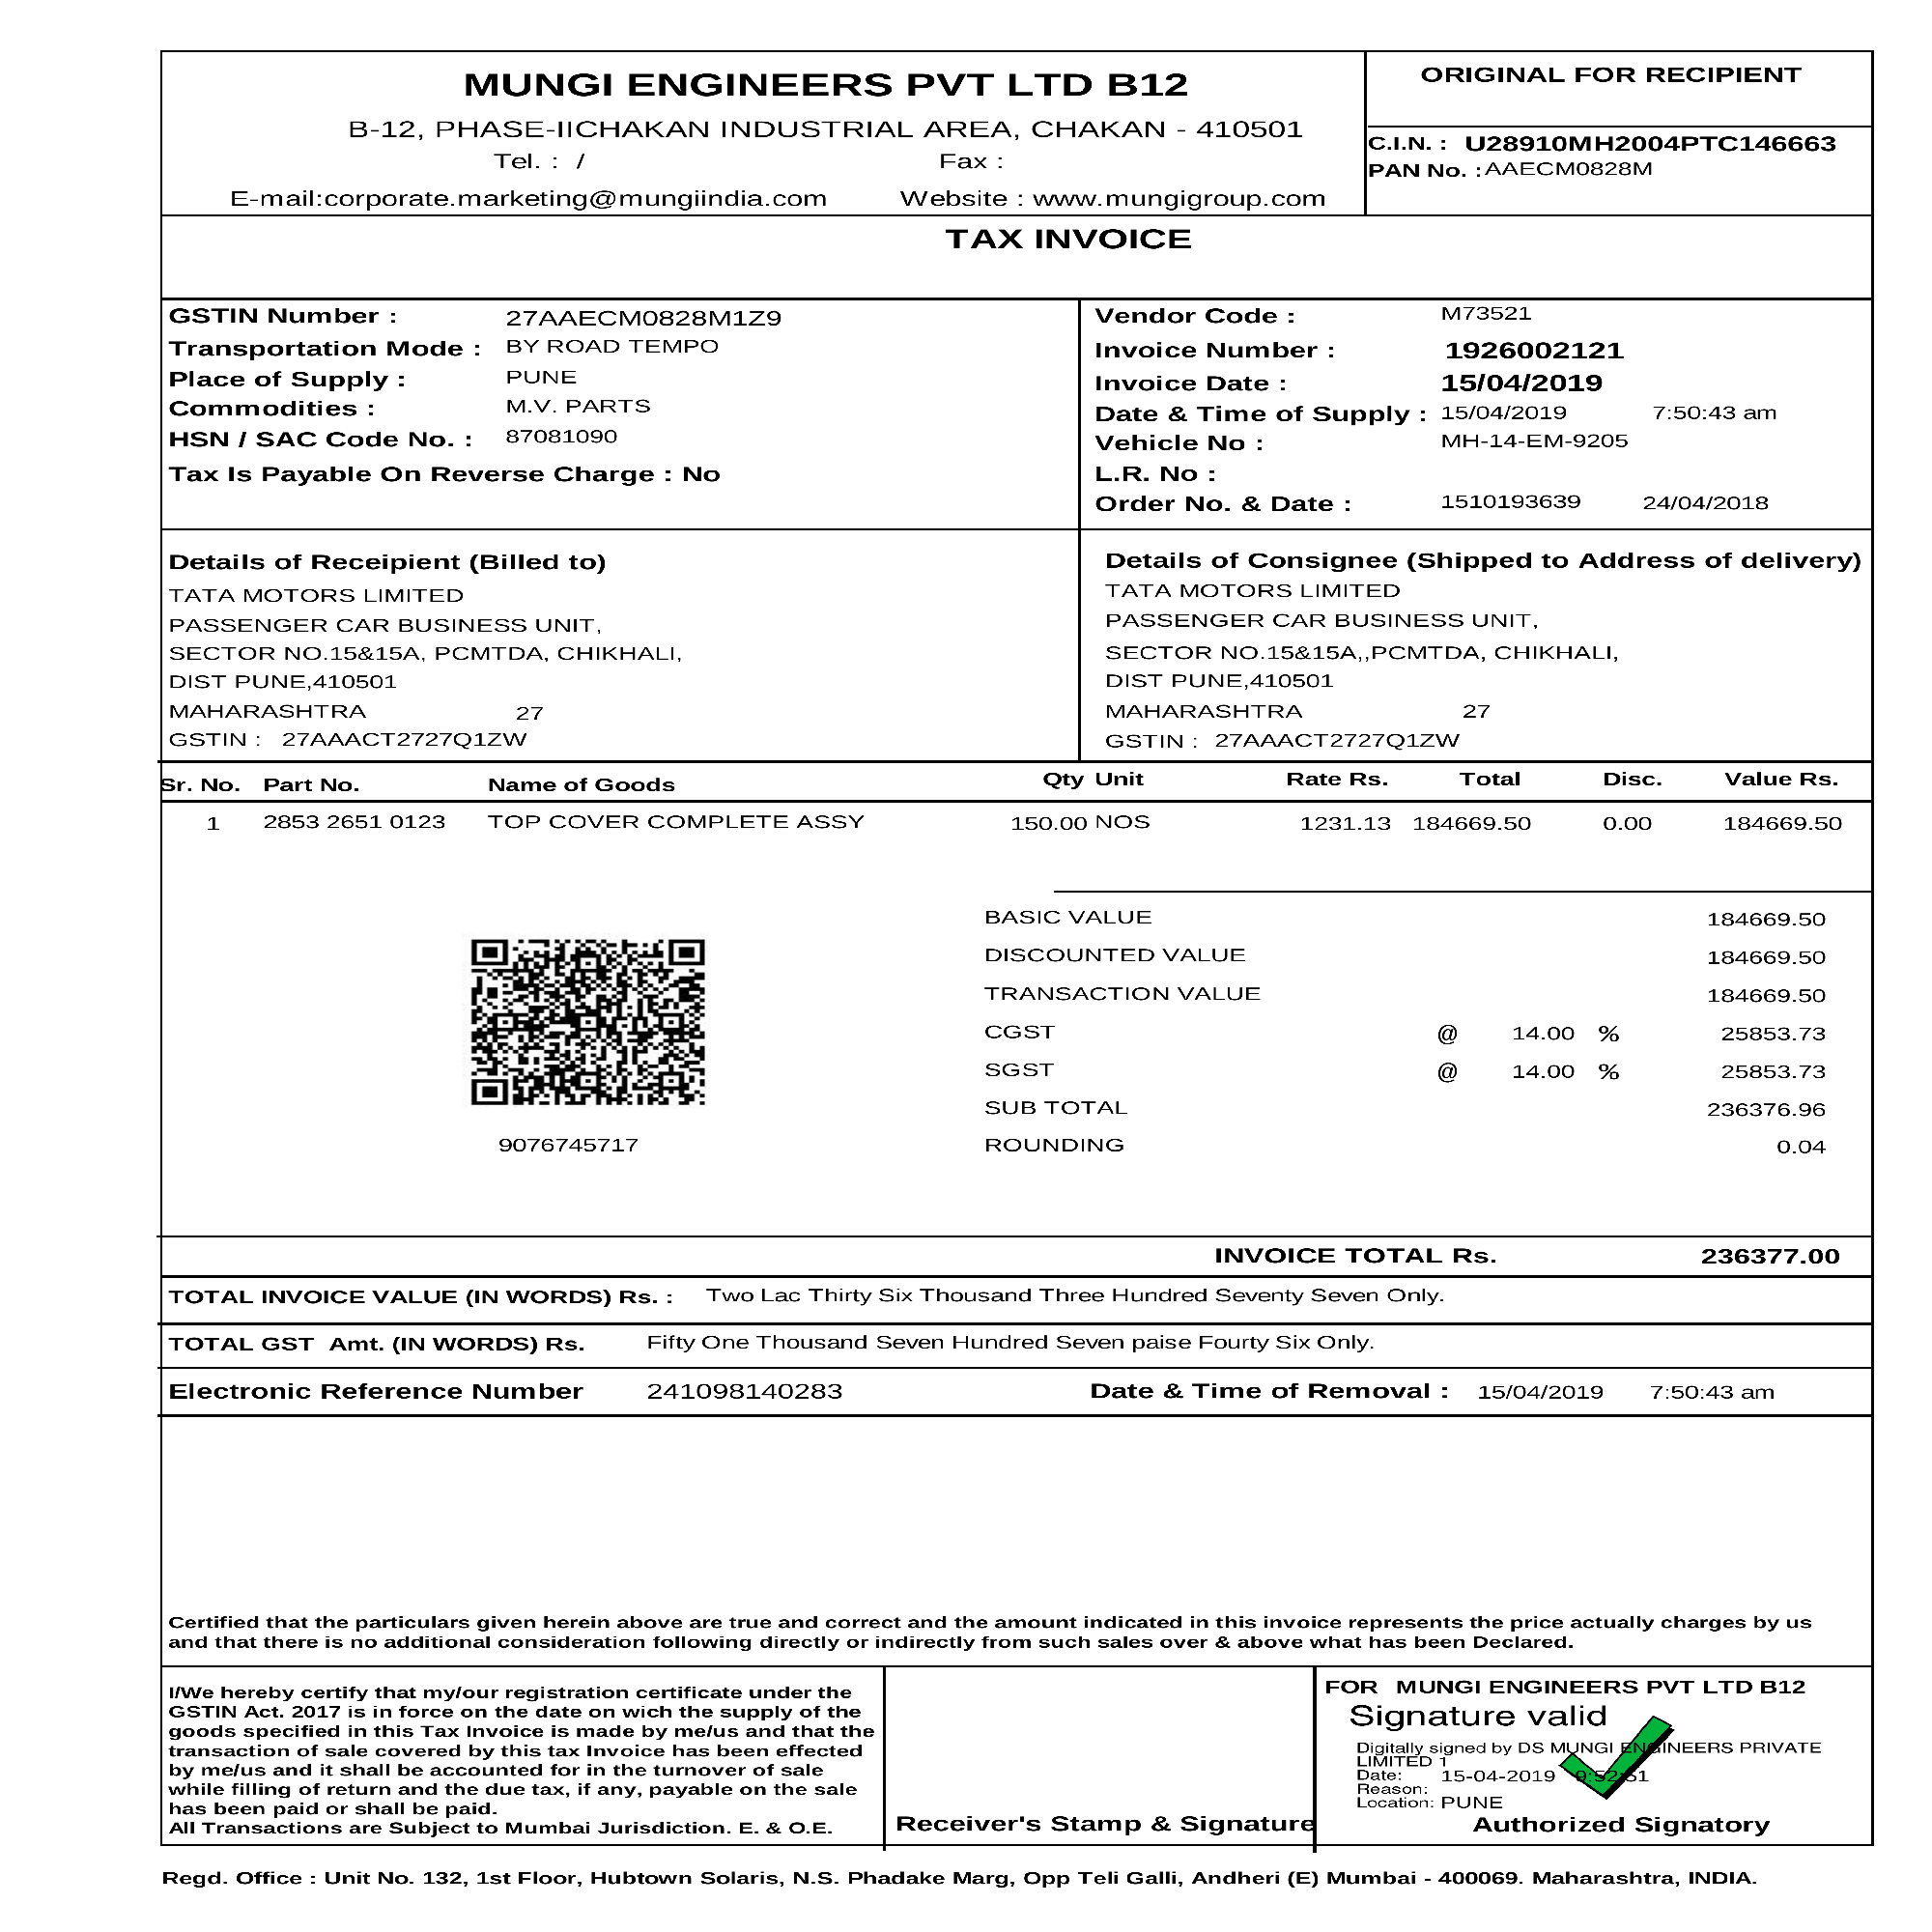 MUNGI ENGINEERS PVT LTD B12
B-12, PHASE-IICHAKAN INDUSTRIAL AREA, CHAKAN - 410501
Tel. : / Fax :
E-mail:corporate.marketing@mungiindia.com Website : www.mungigroup.com
ORIGINAL FOR RECIPIENT
C.I.N. : U28910MH2004PTC146663
PAN No. : AAECM0828M
TAX INVOICE
GSTIN Number : 27AAECM0828M1Z9
Transportation Mode : BY ROAD TEMPO
Place of Supply : PUNE
Commodities : M.V. PARTS
HSN / SAC Code No. : 87081090
Tax Is Payable On Reverse Charge : No
Vendor Code : M73521
Invoice Number : 1926002121
Invoice Date : 15/04/2019
Date & Time of Supply : 15/04/2019 7:50:43 am
Vehicle No : MH-14-EM-9205
L.R. No :
Order No. & Date : 1510193639 24/04/2018
Details of Receipient (Billed to)
TATA MOTORS LIMITED
PASSENGER CAR BUSINESS UNIT,
SECTOR NO.15&15A, PCMTDA, CHIKHALI,
DIST PUNE,410501
MAHARASHTRA 27
GSTIN : 27AAACT2727Q1ZW
Details of Consignee (Shipped to Address of delivery)
TATA MOTORS LIMITED
PASSENGER CAR BUSINESS UNIT,
SECTOR NO.15&15A,,PCMTDA, CHIKHALI,
DIST PUNE,410501
MAHARASHTRA 27
GSTIN : 27AAACT2727Q1ZW
Sr. No. Part No. Name of Goods Qty Unit Rate Rs. Total Disc. Value Rs.
1 2853 2651 0123 TOP COVER COMPLETE ASSY 150.00 NOS 1231.13 184669.50 0.00 184669.50
BASIC VALUE 184669.50
DISCOUNTED VALUE 184669.50
TRANSACTION VALUE 184669.50
CGST @ 14.00 % 25853.73
SGST @ 14.00 % 25853.73
SUB TOTAL 236376.96
9076745717 ROUNDING 0.04
INVOICE TOTAL Rs. 236377.00
TOTAL INVOICE VALUE (IN WORDS) Rs. : Two Lac Thirty Six Thousand Three Hundred Seventy Seven Only.
TOTAL GST Amt. (IN WORDS) Rs. Fifty One Thousand Seven Hundred Seven paise Fourty Six Only.
Electronic Reference Number 241098140283 Date & Time of Removal : 15/04/2019 7:50:43 am
Certified that the particulars given herein above are true and correct and the amount indicated in this invoice represents the price actually charges by us
and that there is no additional consideration following directly or indirectly from such sales over & above what has been Declared.
I/We hereby certify that my/our registration certificate under the
GSTIN Act. 2017 is in force on the date on wich the supply of the
goods specified in this Tax Invoice is made by me/us and that the
transaction of sale covered by this tax Invoice has been effected
by me/us and it shall be accounted for in the turnover of sale
while filling of return and the due tax, if any, payable on the sale
has been paid or shall be paid.
All Transactions are Subject to Mumbai Jurisdiction. E. & O.E.
Receiver's Stamp & Signature
FOR MUNGI ENGINEERS PVT LTD B12
Signature valid
Digitally signed by DS MUNGI ENGINEERS PRIVATE
LIMITED 1
Date: 15-04-2019 9:52:51
Reason:
Location: PUNE
Authorized Signatory
Regd. Office : Unit No. 132, 1st Floor, Hubtown Solaris, N.S. Phadake Marg, Opp Teli Galli, Andheri (E) Mumbai - 400069. Maharashtra, INDIA.